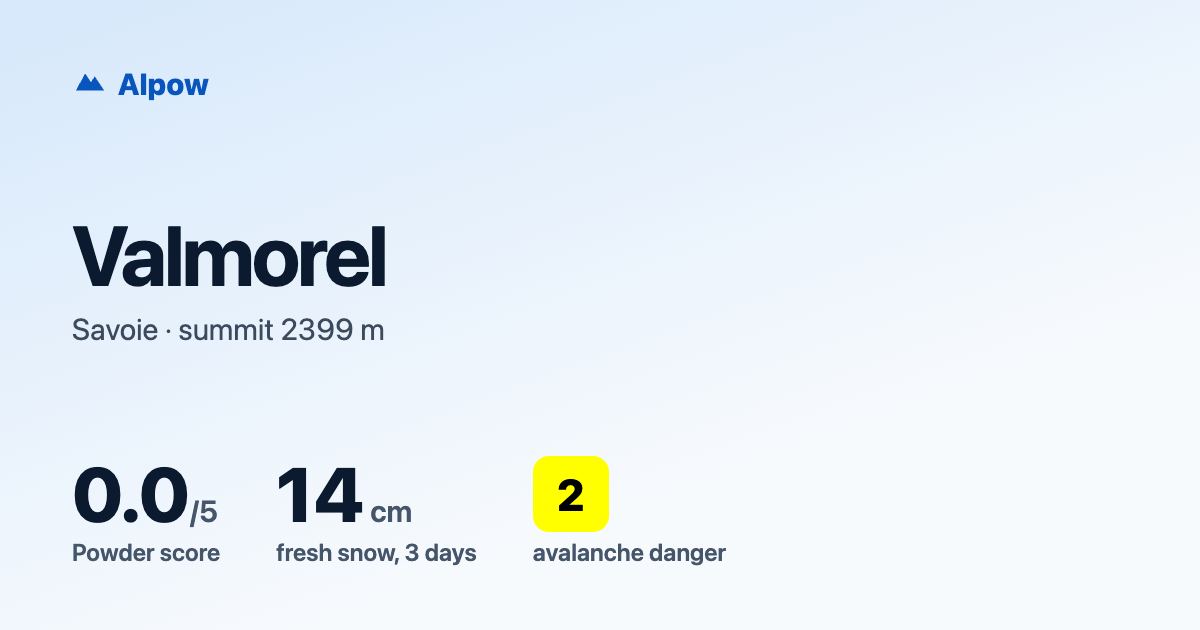 Alpow
Valmorel
Savoie · summit 2399 m
0.0/5
Powder score
14 cm
fresh snow, 3 days
2
avalanche danger